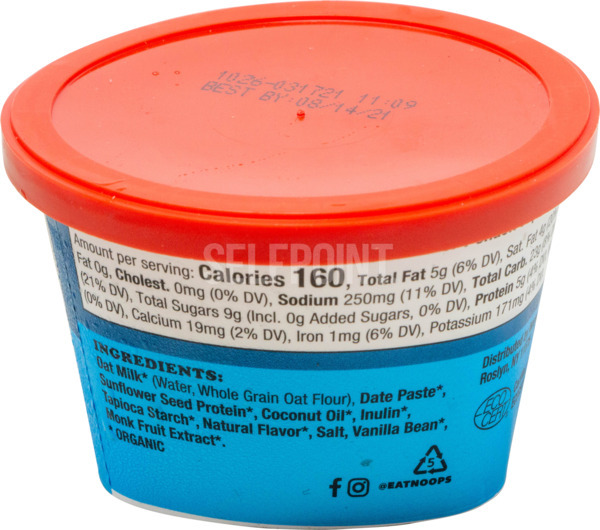 1026-031721 11:09
BEST BY:08/14/21
SELFPOINT
Amount per serving: Calories 160, Total Fat 5g (6% DV), Sat. Fat 4g
Fat 0g, Cholest. 0mg (0% DV), Sodium 250mg (11% DV), Total Carb. 23g
(21% DV), Total Sugars 9g (Incl. 0g Added Sugars, 0% DV), Protein 5g
(0% DV), Calcium 19mg (2% DV), Iron 1mg (6% DV), Potassium 171mg
INGREDIENTS:
Oat Milk* (Water, Whole Grain Oat Flour), Date Paste*,
Sunflower Seed Protein*, Coconut Oil*, Inulin*,
Tapioca Starch*, Natural Flavor*, Salt, Vanilla Bean*,
Monk Fruit Extract*.
*ORGANIC
Roslyn, NY
5
@EATNOOPS